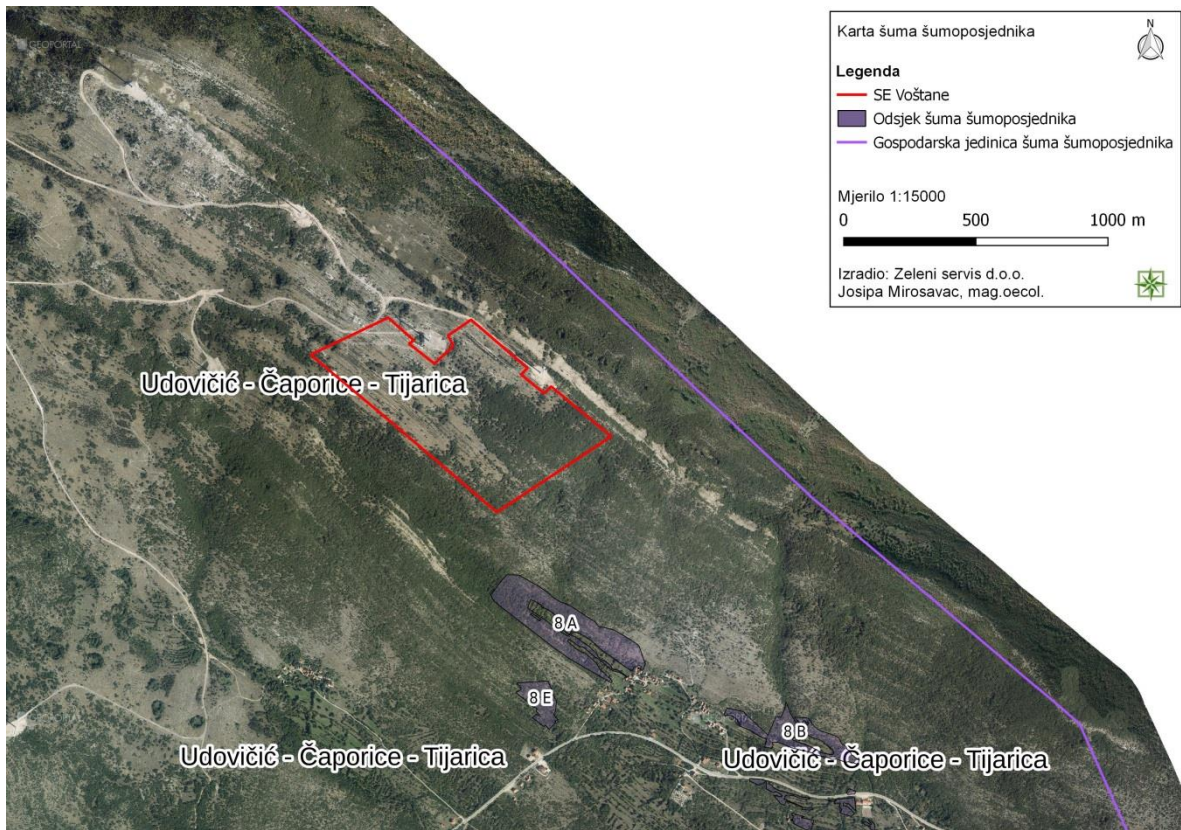 GEOPORTAL
Karta šuma šumoposjednika
N
Legenda
SE Voštane
Odsjek šuma šumoposjednika
Gospodarska jedinica šuma šumoposjednika
Mjerilo 1:15000
0 500 1000 m
Izradio: Zeleni servis d.o.o.
Josipa Mirosavac, mag.oecol.
Udovičić - Čaporice - Tijarica
8 A
8 E
8 B
Udovičić - Čaporice - Tijarica
Udovičić - Čaporice - Tijarica
GEOPORTAL